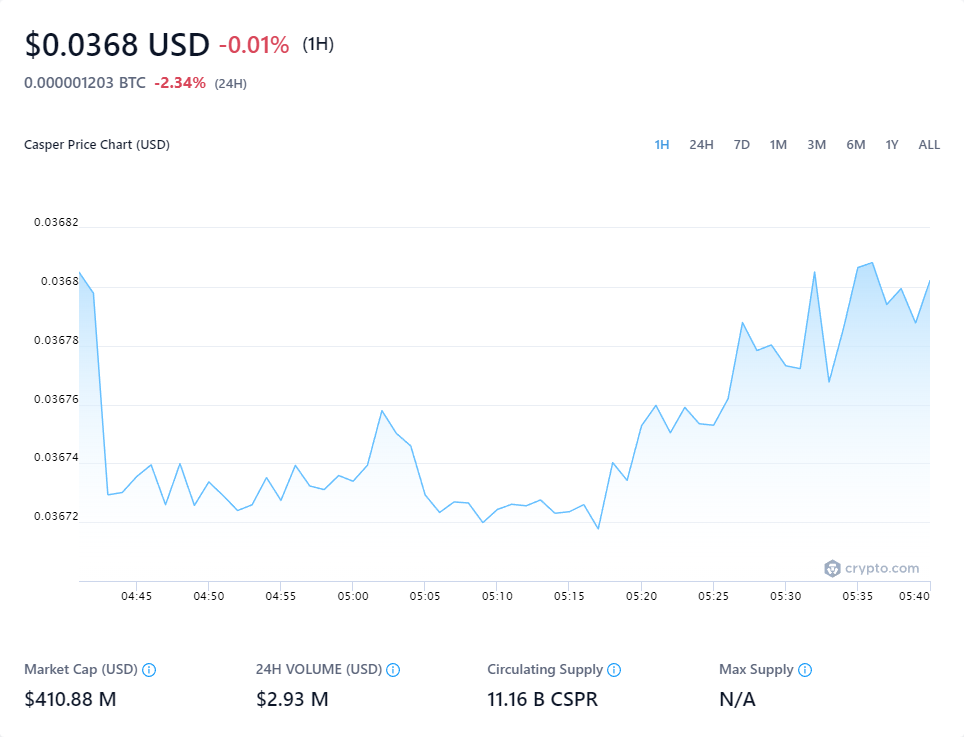 $0.0368 USD -0.01% (1H)
0.000001203 BTC -2.34% (24H)
Casper Price Chart (USD) 1H 24H 7D 1M 3M 6M 1Y ALL
0.03682
0.0368
0.03678
0.03676
0.03674
0.03672
crypto.com
04:45 04:50 04:55 05:00 05:05 05:10 05:15 05:20 05:25 05:30 05:35 05:40
Market Cap (USD) 24H VOLUME (USD) Circulating Supply Max Supply
$410.88 M $2.93 M 11.16 B CSPR N/A